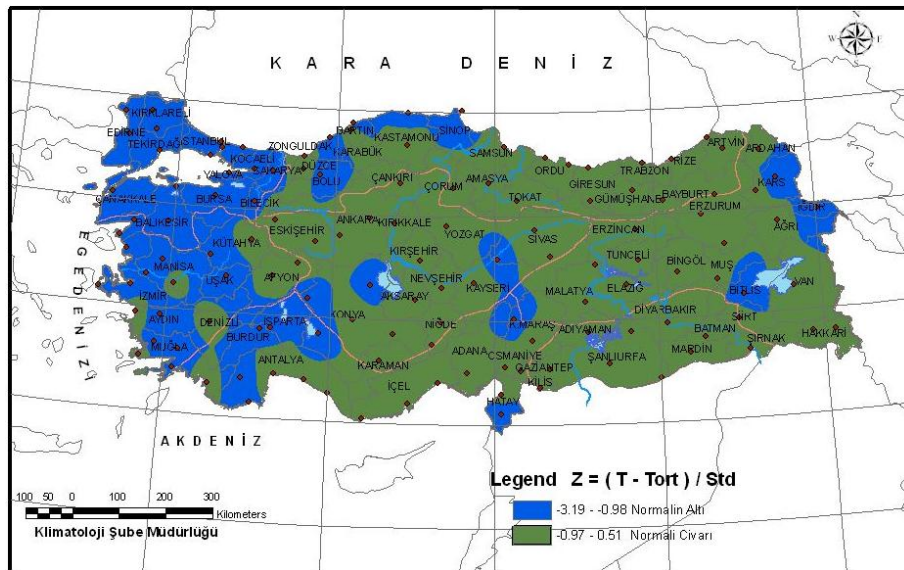 N
W E
KARA DENİZ
KIRKLARELİ
EDİRNE
TEKİRDAĞ
İSTANBUL
KOCAELİ
YALOVA
SAKARYA
ZONGULDAK
DÜZCE
BOLU
BARTIN
KARABÜK
KASTAMONU
SİNOP
SAMSUN
ÇANKIRI
ÇORUM
AMASYA
TOKAT
ORDU
GİRESUN
TRABZON
RİZE
ARTVİN
ARDAHAN
KARS
IĞDIR
GÜMÜŞHANE
BAYBURT
ERZURUM
AĞRI
ÇANAKKALE
BALIKESİR
BURSA
BİLECİK
ESKİŞEHİR
KÜTAHYA
ANKARA
KIRIKKALE
YOZGAT
KIRŞEHİR
SİVAS
ERZİNCAN
TUNCELİ
BİNGÖL
MUŞ
VAN
BİTLİS
EGE DENİZİ
MANİSA
UŞAK
AFYON
İZMİR
AYDIN
DENİZLİ
MUĞLA
BURDUR
ISPARTA
ANTALYA
KONYA
AKSARAY
NEVŞEHİR
KAYSERİ
NİĞDE
KARAMAN
İÇEL
ADANA
OSMANİYE
K.MARAŞ
MALATYA
ELAZIĞ
ADIYAMAN
DİYARBAKIR
BATMAN
SİİRT
ŞIRNAK
HAKKARİ
MARDİN
ŞANLIURFA
GAZİANTEP
KİLİS
HATAY
AKDENİZ
Legend Z = ( T - Tort ) / Std
-3.19 - -0.98 Normalin Altı
-0.97 - 0.51 Normali Civarı
100 50 0 100 200 300
Kilometers
Klimatoloji Şube Müdürlüğü